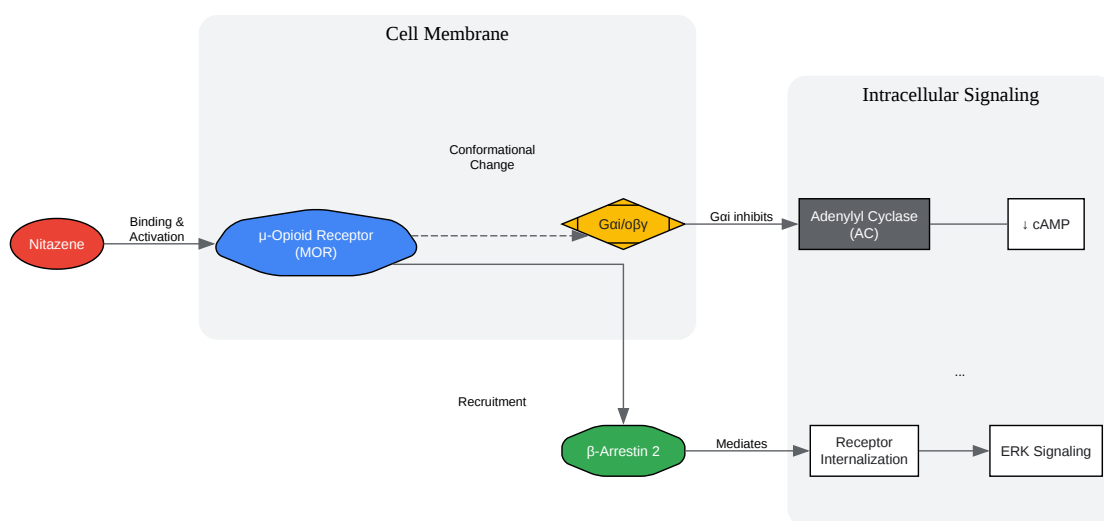 Cell Membrane
Intracellular Signaling
Conformational
Change
Nitazene
Binding &
Activation
μ-Opioid Receptor
(MOR)
Gαi/oβγ
Gαi inhibits
Adenylyl Cyclase
(AC)
↓ cAMP
...
Recruitment
β-Arrestin 2
Mediates
Receptor
Internalization
ERK Signaling